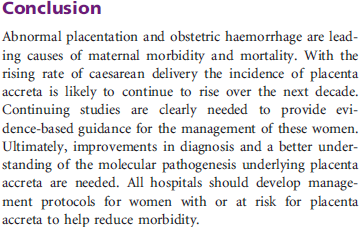 Conclusion
Abnormal placentation and obstetric haemorrhage are lead-
ing causes of maternal morbidity and mortality. With the
rising rate of caesarean delivery the incidence of placenta
accreta is likely to continue to rise over the next decade.
Continuing studies are clearly needed to provide evi-
dence-based guidance for the management of these women.
Ultimately, improvements in diagnosis and a better under-
standing of the molecular pathogenesis underlying placenta
accreta are needed. All hospitals should develop manage-
ment protocols for women with or at risk for placenta
accreta to help reduce morbidity.